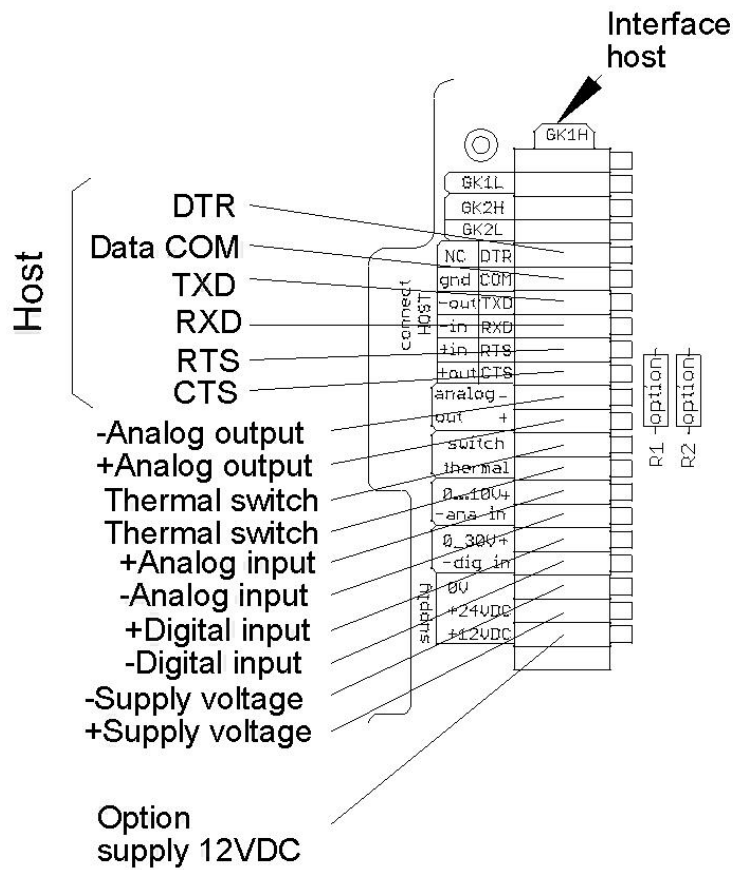 Interface
host
GK1H
GK1L
GK2H
GK2L
NC DTR
gnd COM
-out TXD
-in RXD
+in RTS
+out CTS
connect
HOST
analog -
out +
switch
thermal
0...10V+
-ana in
0_30V+
-dig in
supply
0V
+24VDC
+12VDC
R1 -option-
R2 -option-
Host
DTR
Data COM
TXD
RXD
RTS
CTS
-Analog output
+Analog output
Thermal switch
Thermal switch
+Analog input
-Analog input
+Digital input
-Digital input
-Supply voltage
+Supply voltage
Option
supply 12VDC